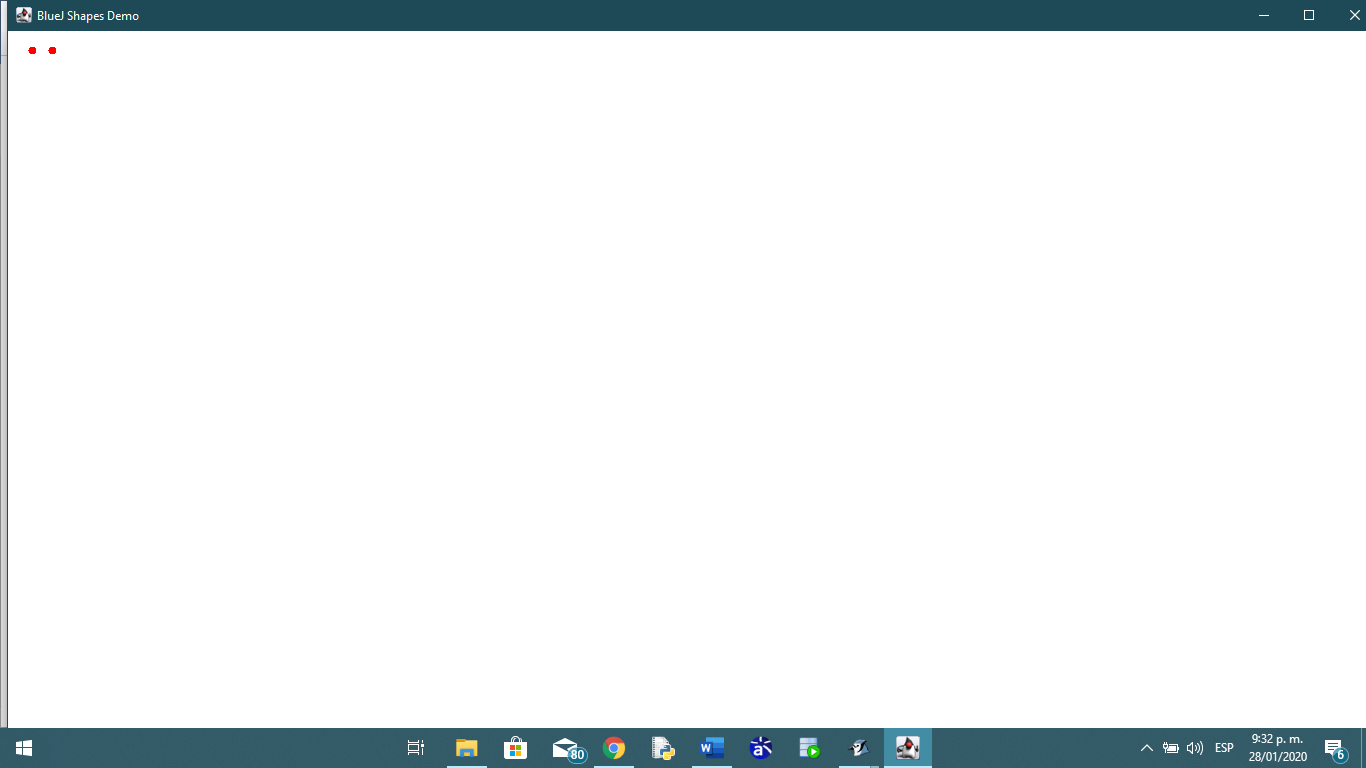 BlueJ Shapes Demo
80
W
a
ESP
9:32 p. m.
28/01/2020
6